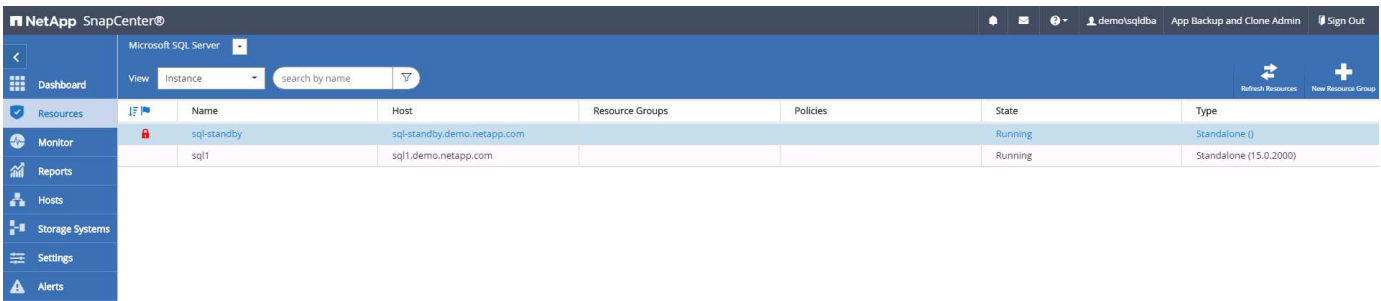 NetApp SnapCenter® demo\sqldba App Backup and Clone Admin Sign Out
Microsoft SQL Server
Dashboard
View Instance search by name
Refresh Resources New Resource Group
Resources
Name Host Resource Groups Policies State Type
sql-standby sql-standby.demo.netapp.com Running Standalone ()
Monitor
sql1 sql1.demo.netapp.com Running Standalone (15.0.2000)
Reports
Hosts
Storage Systems
Settings
Alerts